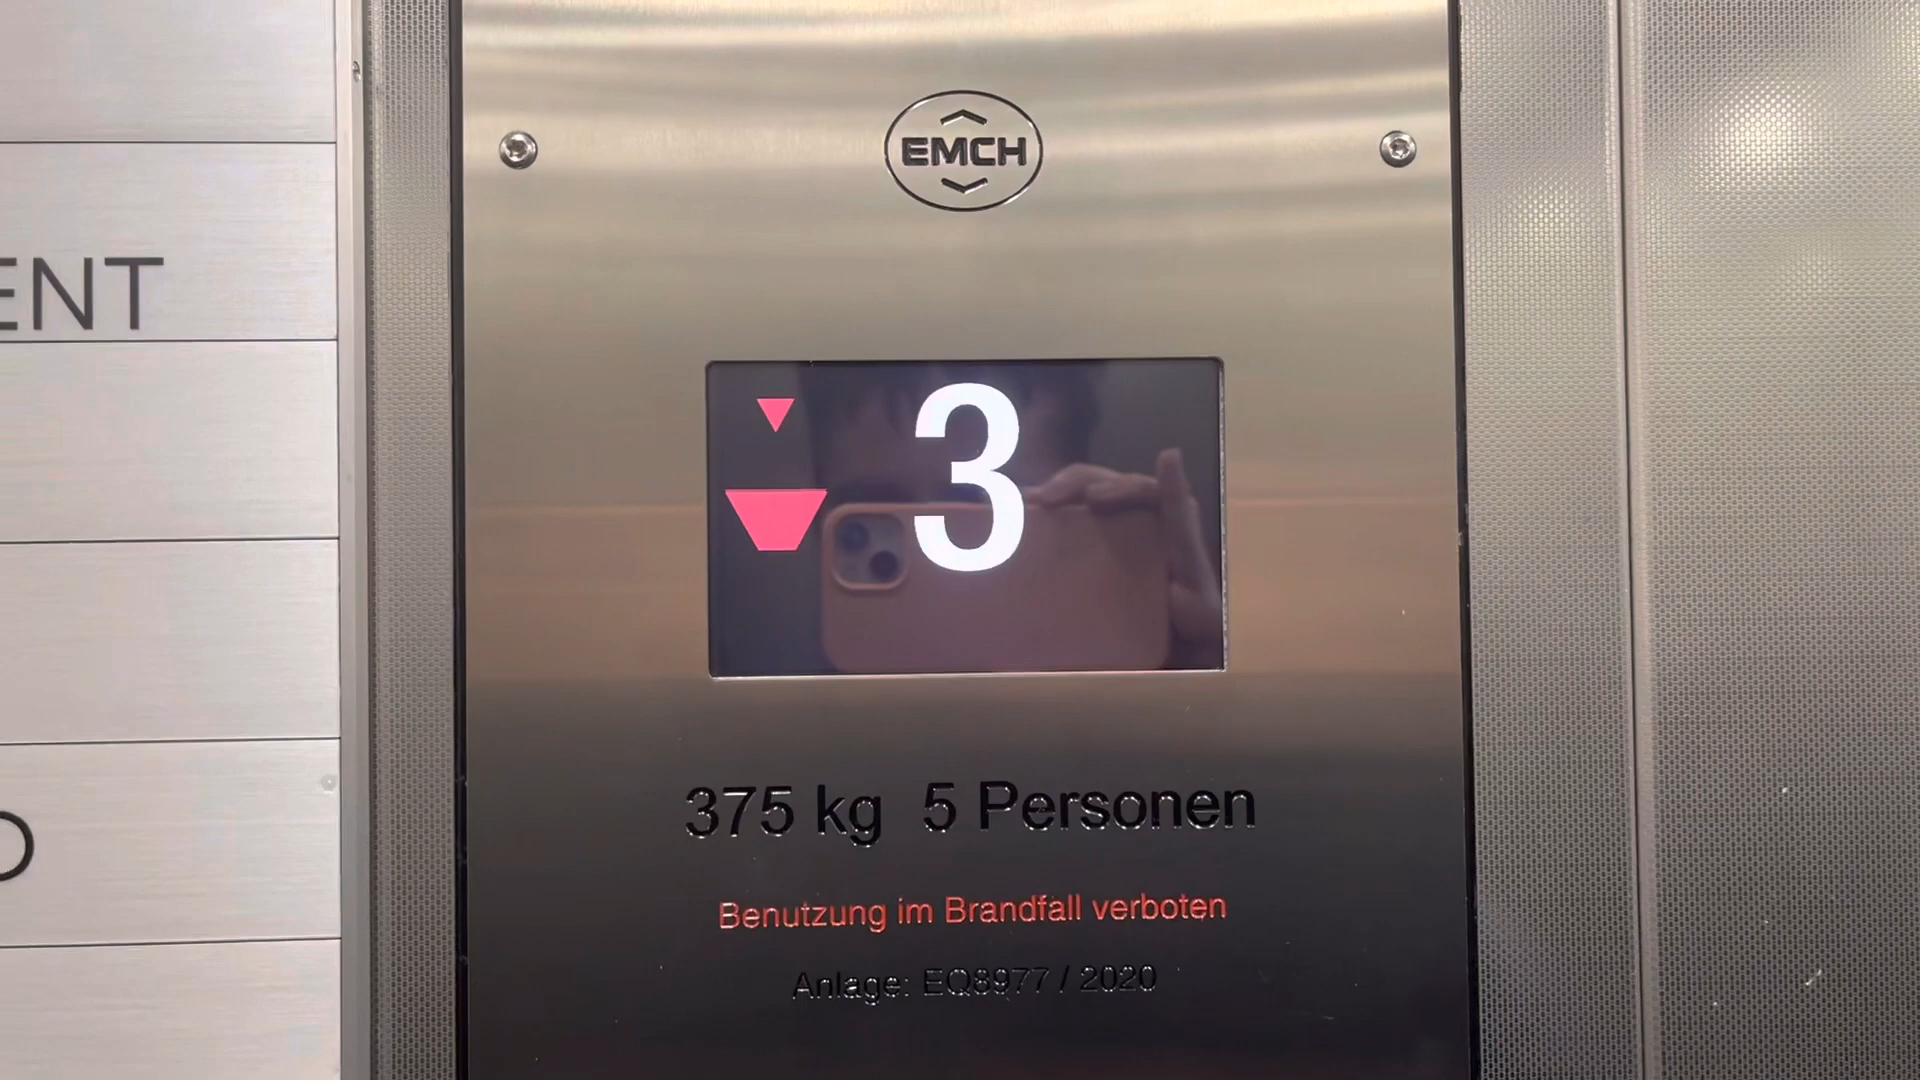 EMCH
ENT
3
375 kg 5 Personen
Benutzung im Brandfall verboten
Anlage: EQ8977 / 2020